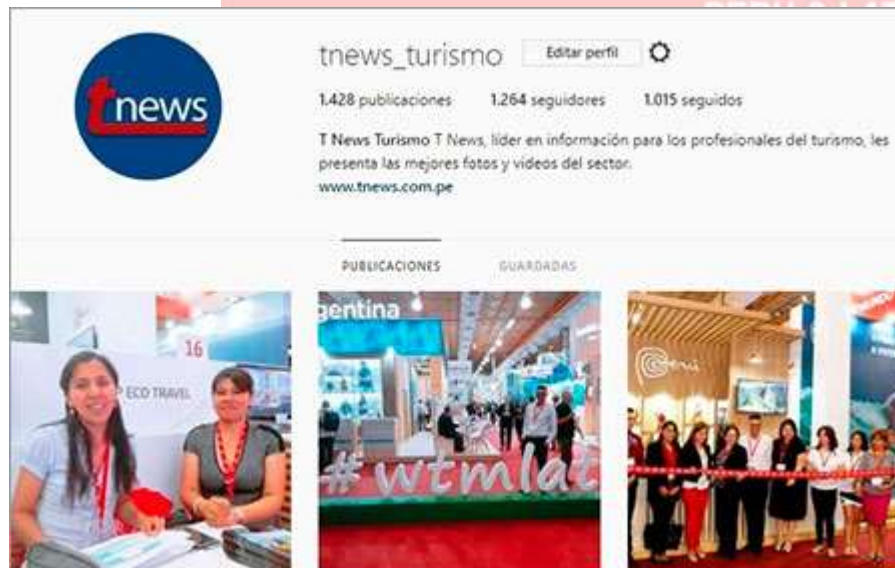 tnews
tnews_turismo Editar perfil
1.428 publicaciones 1.264 seguidores 1.015 seguidos
T News Turismo T News, líder en información para los profesionales del turismo, les
presenta las mejores fotos y videos del sector.
www.tnews.com.pe
PUBLICACIONES GUARDADAS
16
P ECO TRAVEL
gentina
#wtmlat
Perú